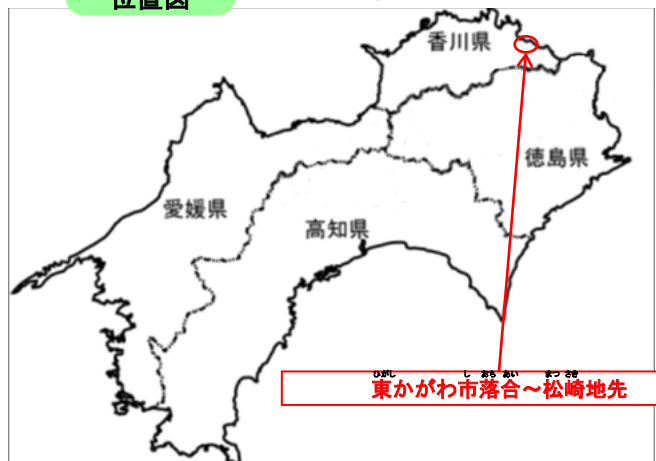 位置図
香川県
徳島県
愛媛県
高知県
ひがし し おち あい まつ さき
東かがわ市落合～松崎地先